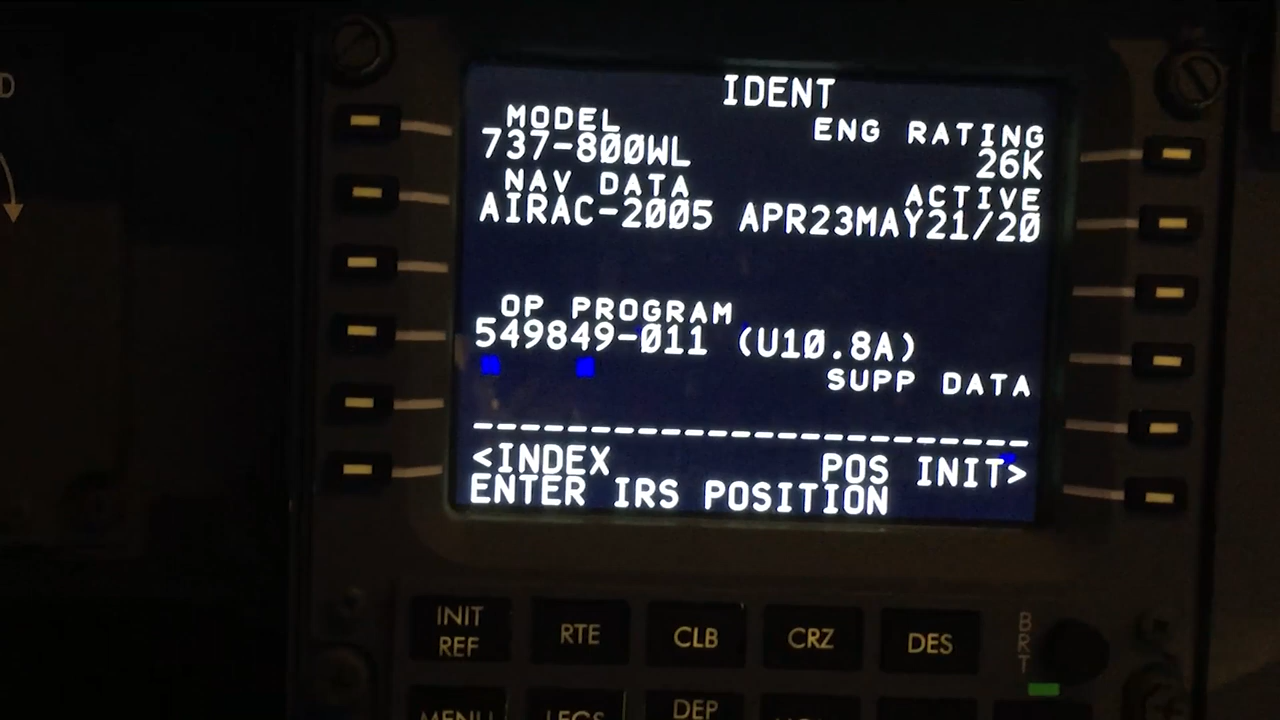 IDENT
MODEL ENG RATING
737-800WL 26K
NAV DATA ACTIVE
AIRAC-2005 APR23MAY21/20
OP PROGRAM
549849-011 (U10.8A)
SUPP DATA
------------------------
<INDEX POS INIT>
ENTER IRS POSITION
INIT REF
RTE
CLB
CRZ
DES
BRT
MENU
LEGS
DEP